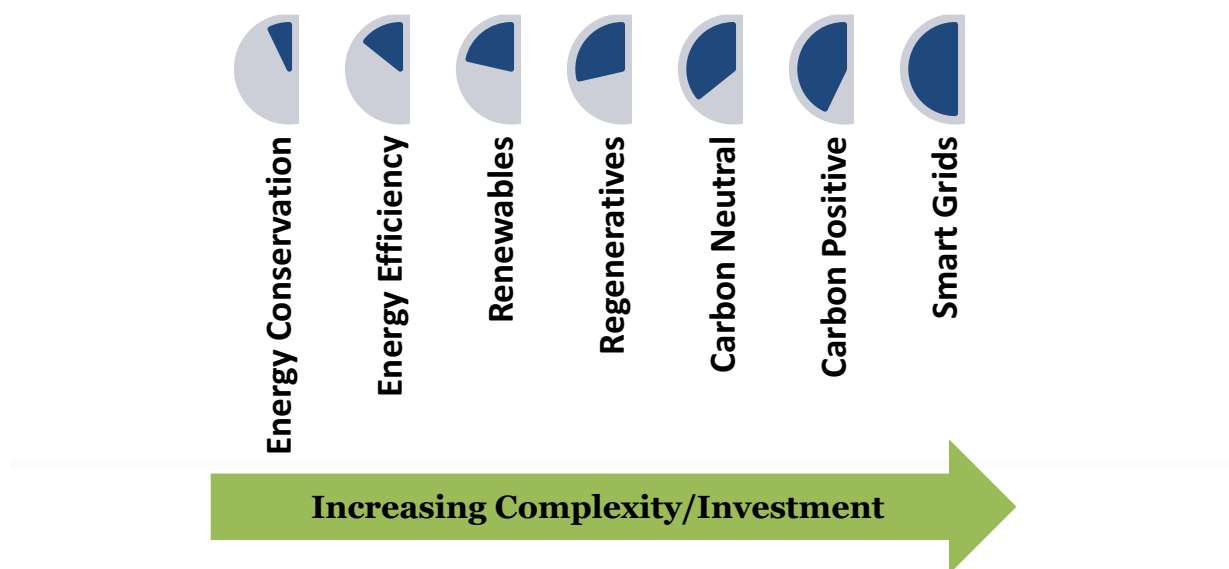 Energy Conservation
Energy Efficiency
Renewables
Regeneratives
Carbon Neutral
Carbon Positive
Smart Grids
Increasing Complexity/Investment